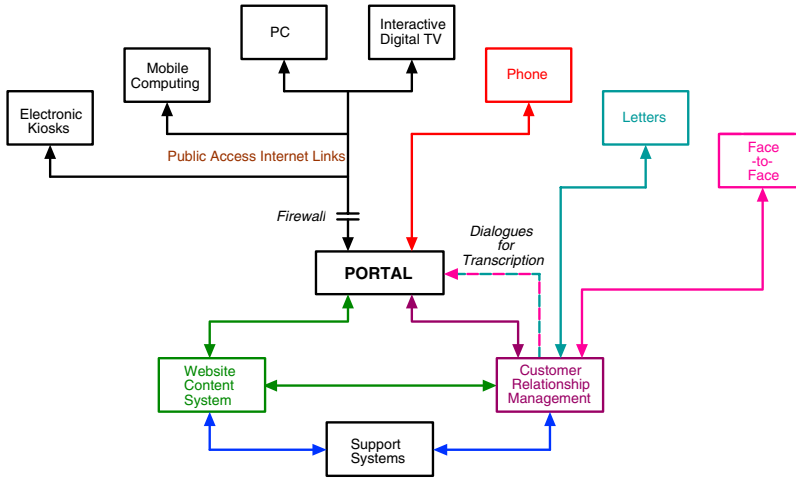 PC
Interactive
Digital TV
Mobile
Computing
Phone
Electronic
Kiosks
Letters
Public Access Internet Links
Face
-to-
Face
Firewall
Dialogues
for
Transcription
PORTAL
Website
Content
System
Customer
Relationship
Management
Support
Systems